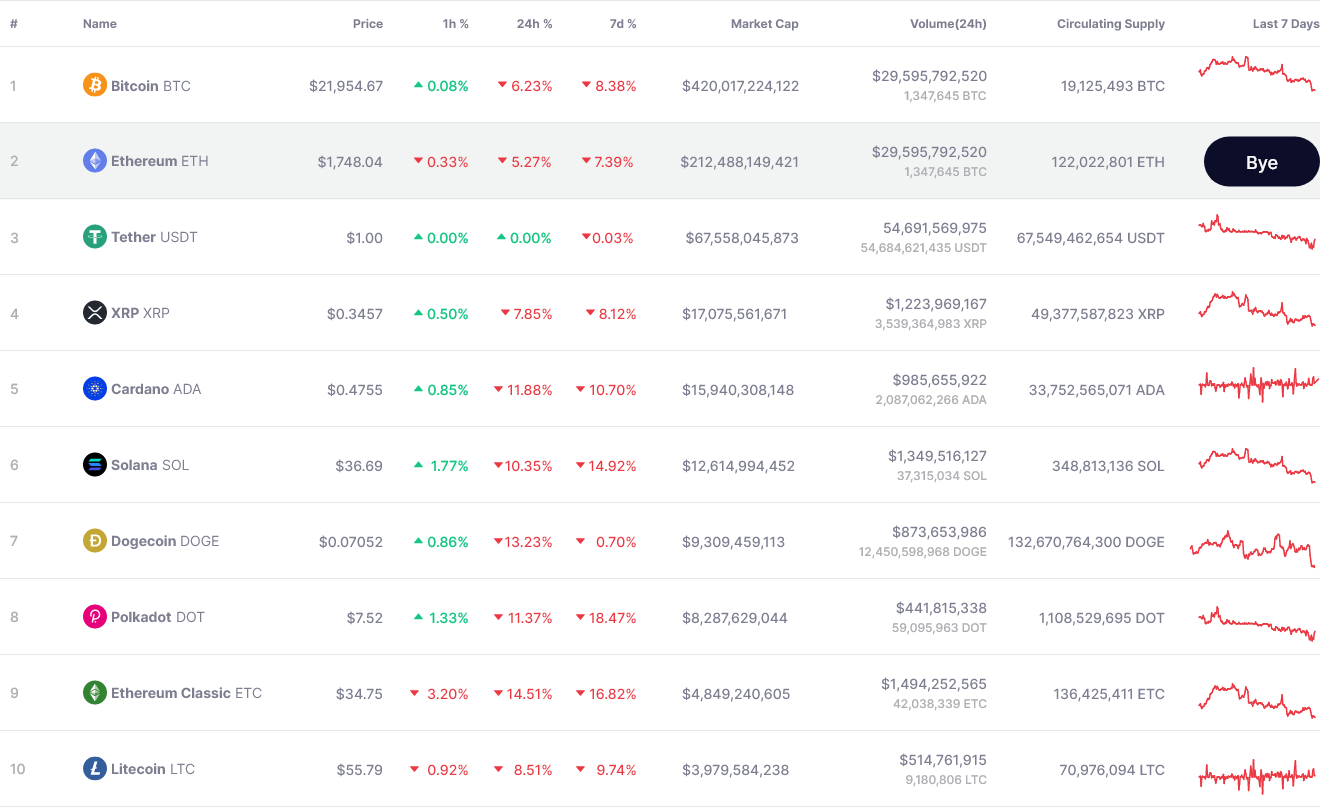 # Name Price 1h % 24h % 7d % Market Cap Volume(24h) Circulating Supply Last 7 Days
1 Bitcoin BTC $21,954.67 0.08% 6.23% 8.38% $420,017,224,122 $29,595,792,520 19,125,493 BTC
1,347,645 BTC
2 Ethereum ETH $1,748.04 0.33% 5.27% 7.39% $212,488,149,421 $29,595,792,520 122,022,801 ETH Bye
1,347,645 BTC
3 Tether USDT $1.00 0.00% 0.00% 0.03% $67,558,045,873 54,691,569,975 67,549,462,654 USDT
54,684,621,435 USDT
4 XRP XRP $0.3457 0.50% 7.85% 8.12% $17,075,561,671 $1,223,969,167 49,377,587,823 XRP
3,539,364,983 XRP
5 Cardano ADA $0.4755 0.85% 11.88% 10.70% $15,940,308,148 $985,655,922 33,752,565,071 ADA
2,087,062,266 ADA
6 Solana SOL $36.69 1.77% 10.35% 14.92% $12,614,994,452 $1,349,516,127 348,813,136 SOL
37,315,034 SOL
7 Dogecoin DOGE $0.07052 0.86% 13.23% 0.70% $9,309,459,113 $873,653,986 132,670,764,300 DOGE
12,450,598,968 DOGE
8 Polkadot DOT $7.52 1.33% 11.37% 18.47% $8,287,629,044 $441,815,338 1,108,529,695 DOT
59,095,963 DOT
9 Ethereum Classic ETC $34.75 3.20% 14.51% 16.82% $4,849,240,605 $1,494,252,565 136,425,411 ETC
42,038,339 ETC
10 Litecoin LTC $55.79 0.92% 8.51% 9.74% $3,979,584,238 $514,761,915 70,976,094 LTC
9,180,806 LTC